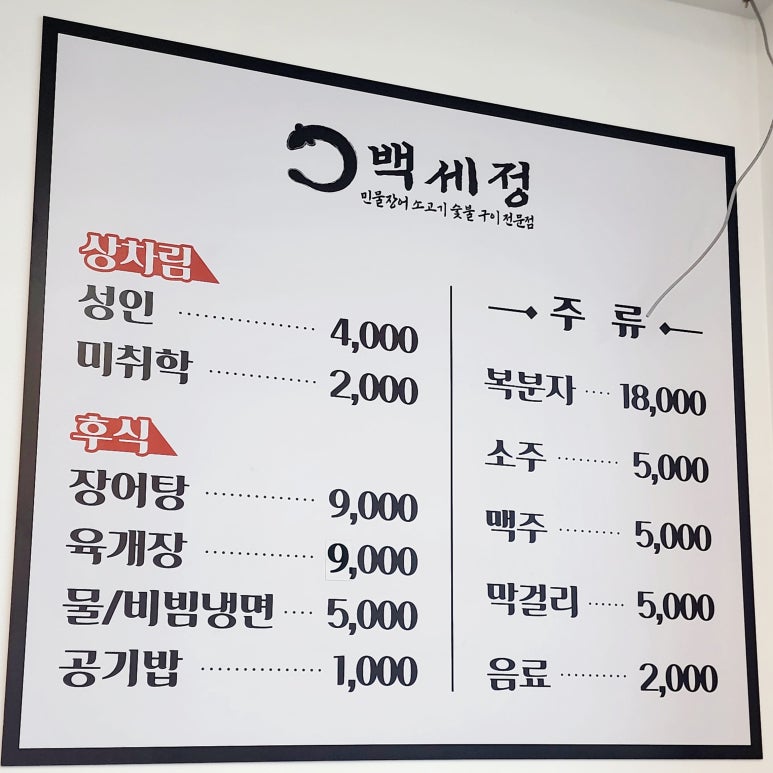 백세정
민물장어 소고기 숯불 구이 전문점
상차림
성인 4,000
미취학 2,000
후식
장어탕 9,000
육개장 9,000
물/비빔냉면 5,000
공기밥 1,000
주류
복분자 18,000
소주 5,000
맥주 5,000
막걸리 5,000
음료 2,000